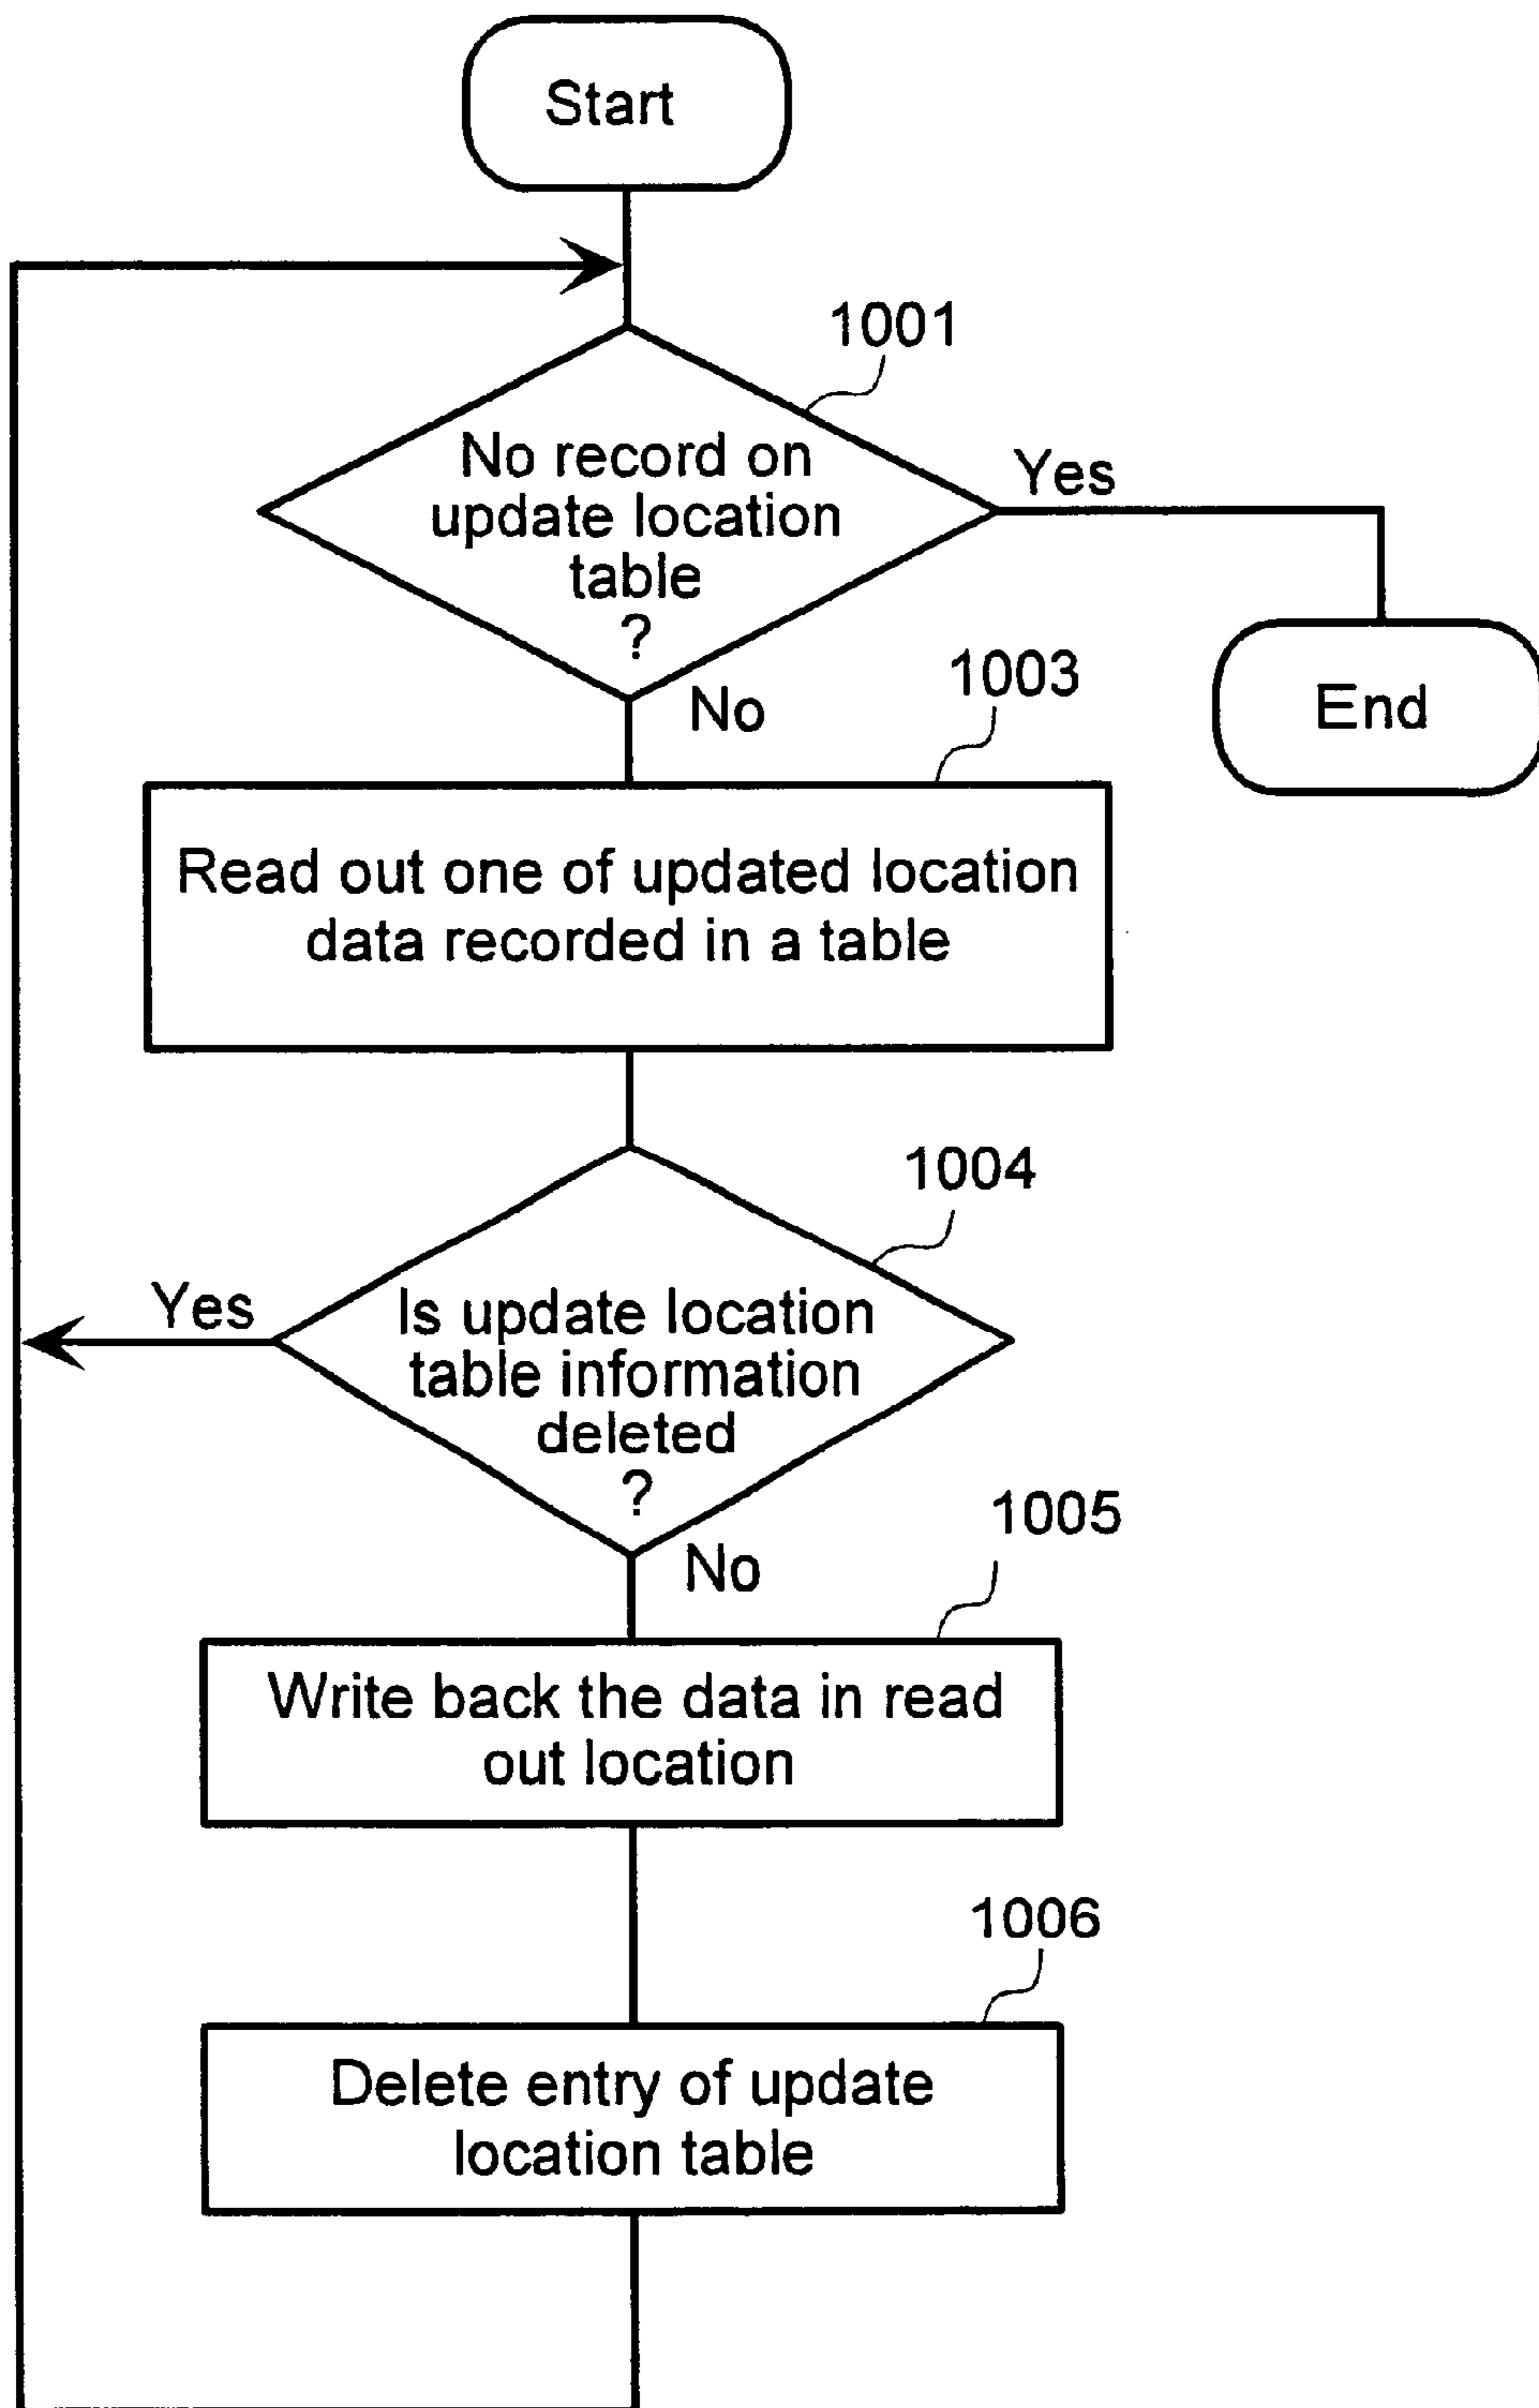 Start
1001
No record on
update location
table
?
Yes
No
End
1003
Read out one of updated location
data recorded in a table
1004
Is update location
table information
deleted
?
Yes
No
1005
Write back the data in read
out location
1006
Delete entry of update
location table